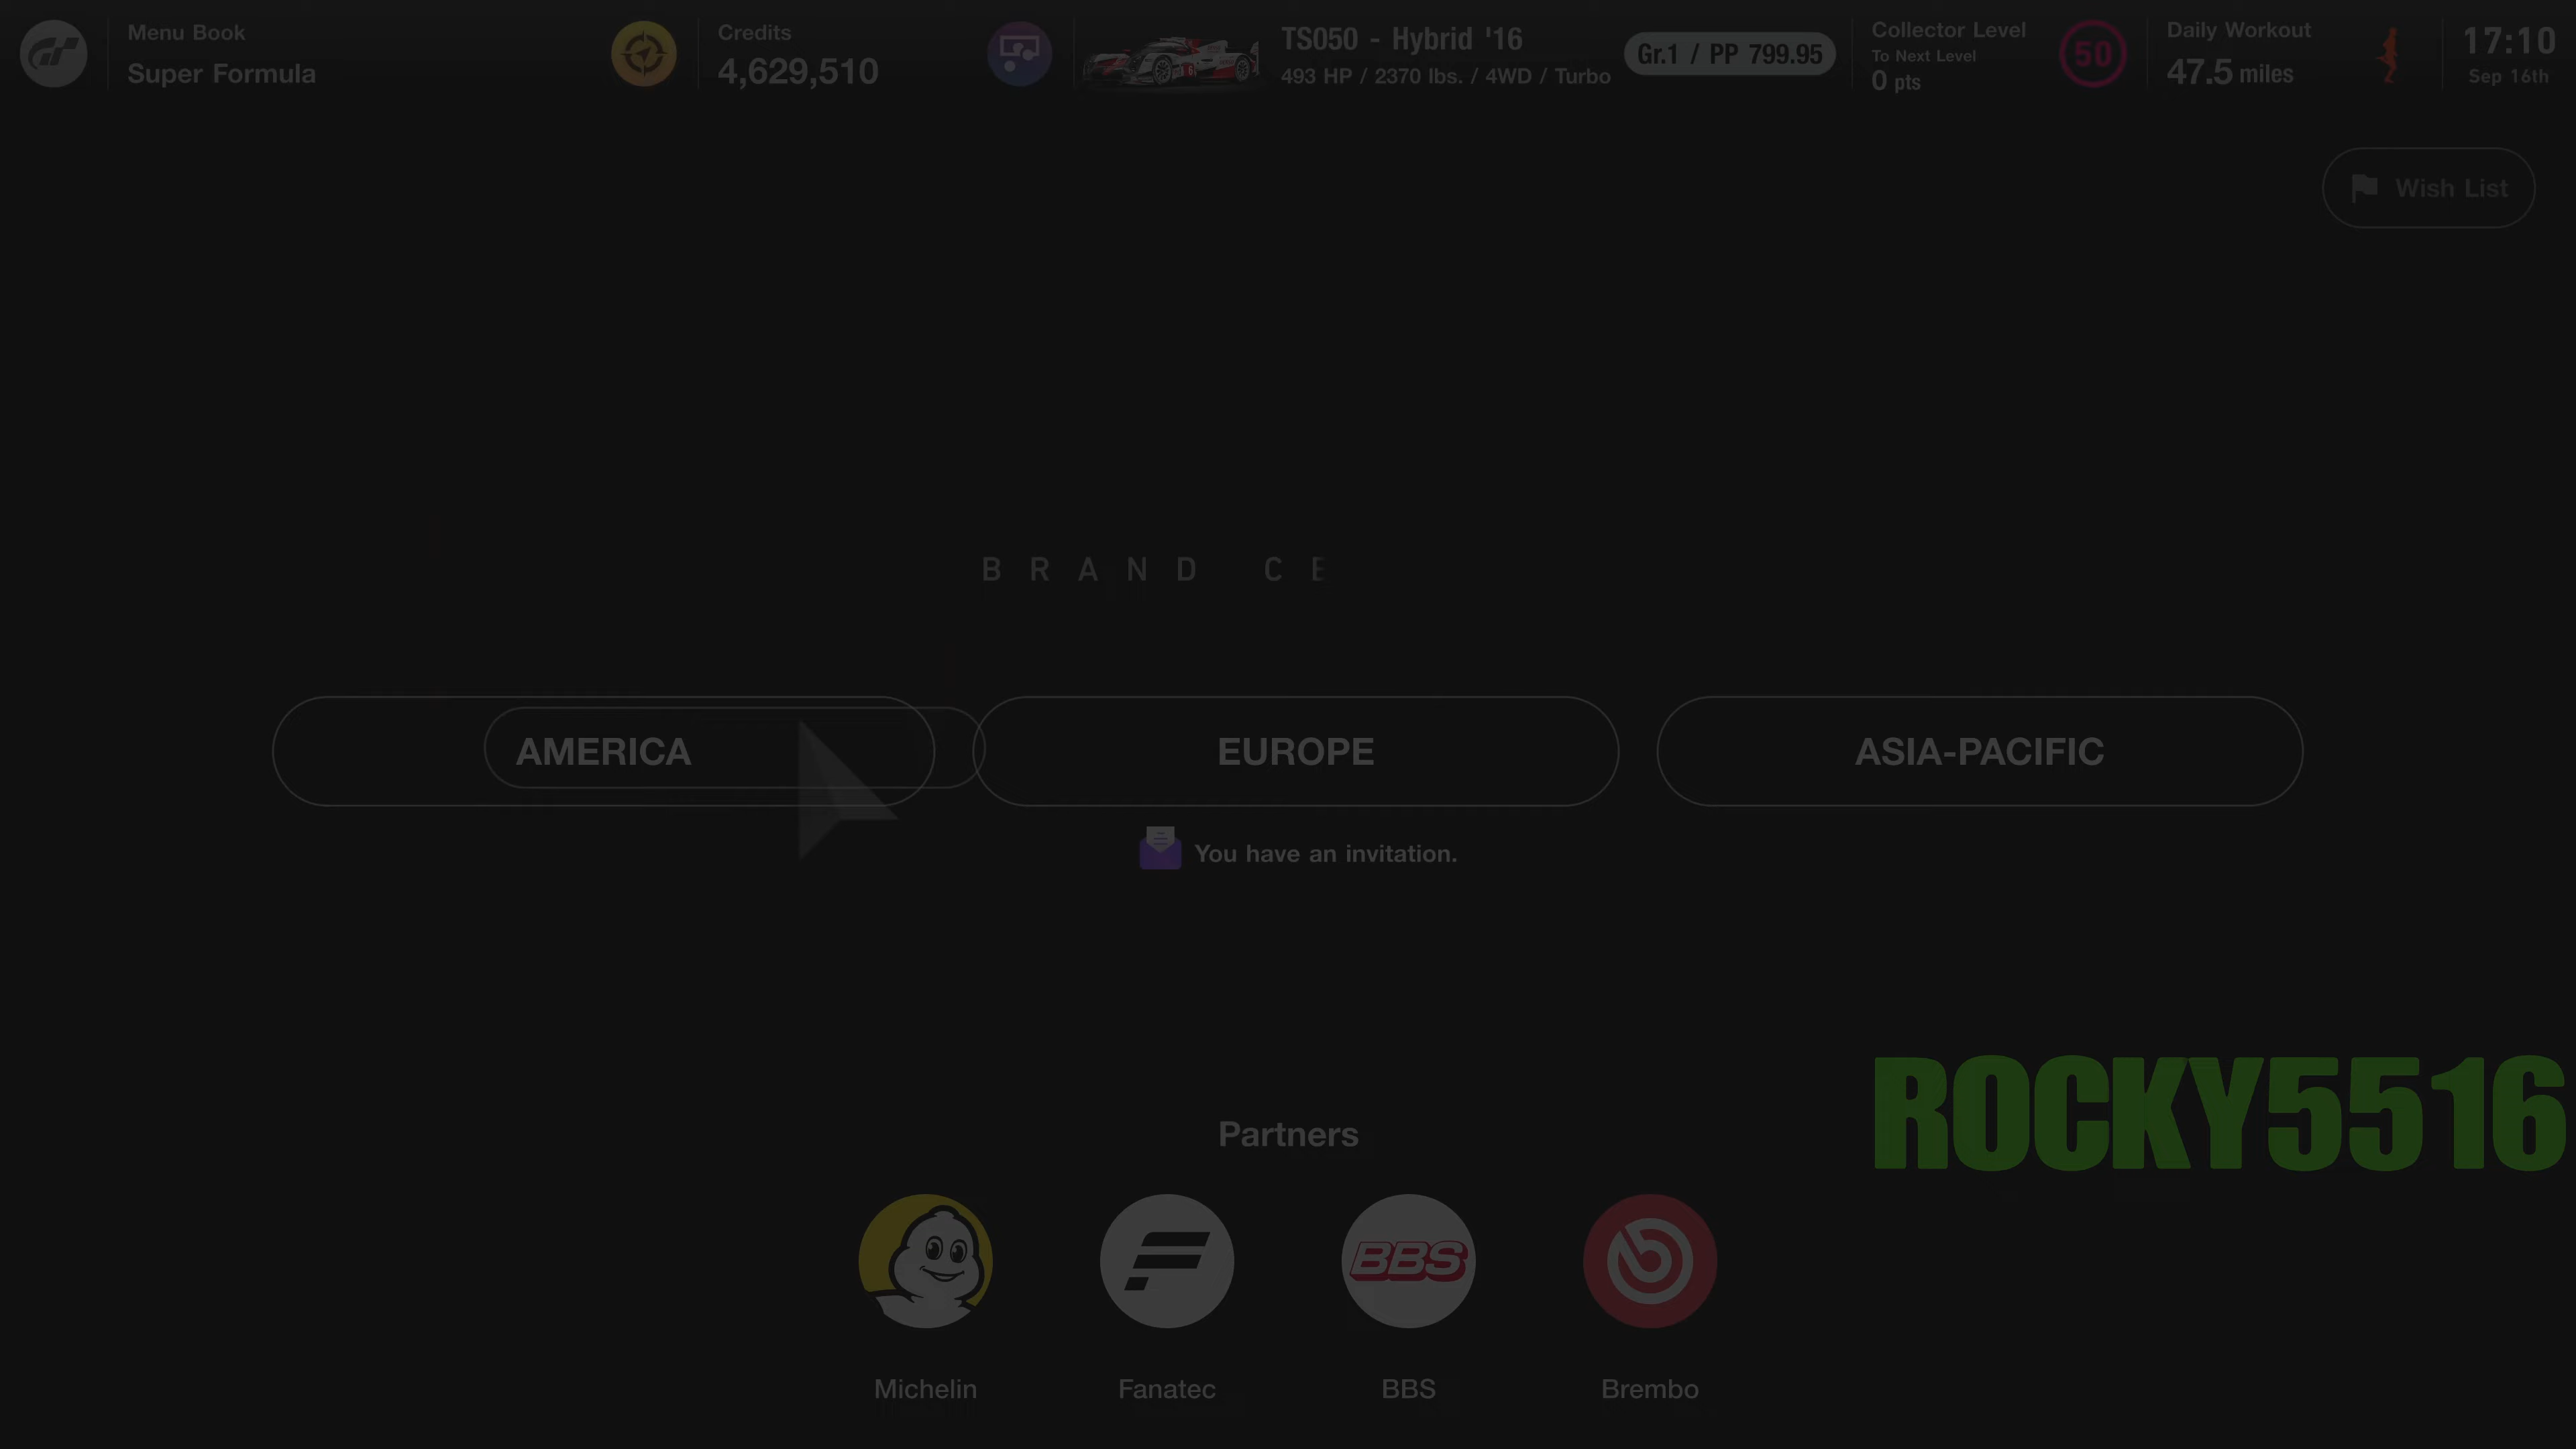 Menu Book
Super Formula
Credits
4,629,510
TS050 - Hybrid '16
493 HP / 2370 lbs. / 4WD / Turbo
Gr.1 / PP 799.95
Collector Level
To Next Level
0 pts
50
Daily Workout
47.5 miles
17:10
Sep 16th
Wish List
BRAND CE
AMERICA
EUROPE
ASIA-PACIFIC
You have an invitation.
ROCKY5516
Partners
BBS
Michelin
Fanatec
BBS
Brembo